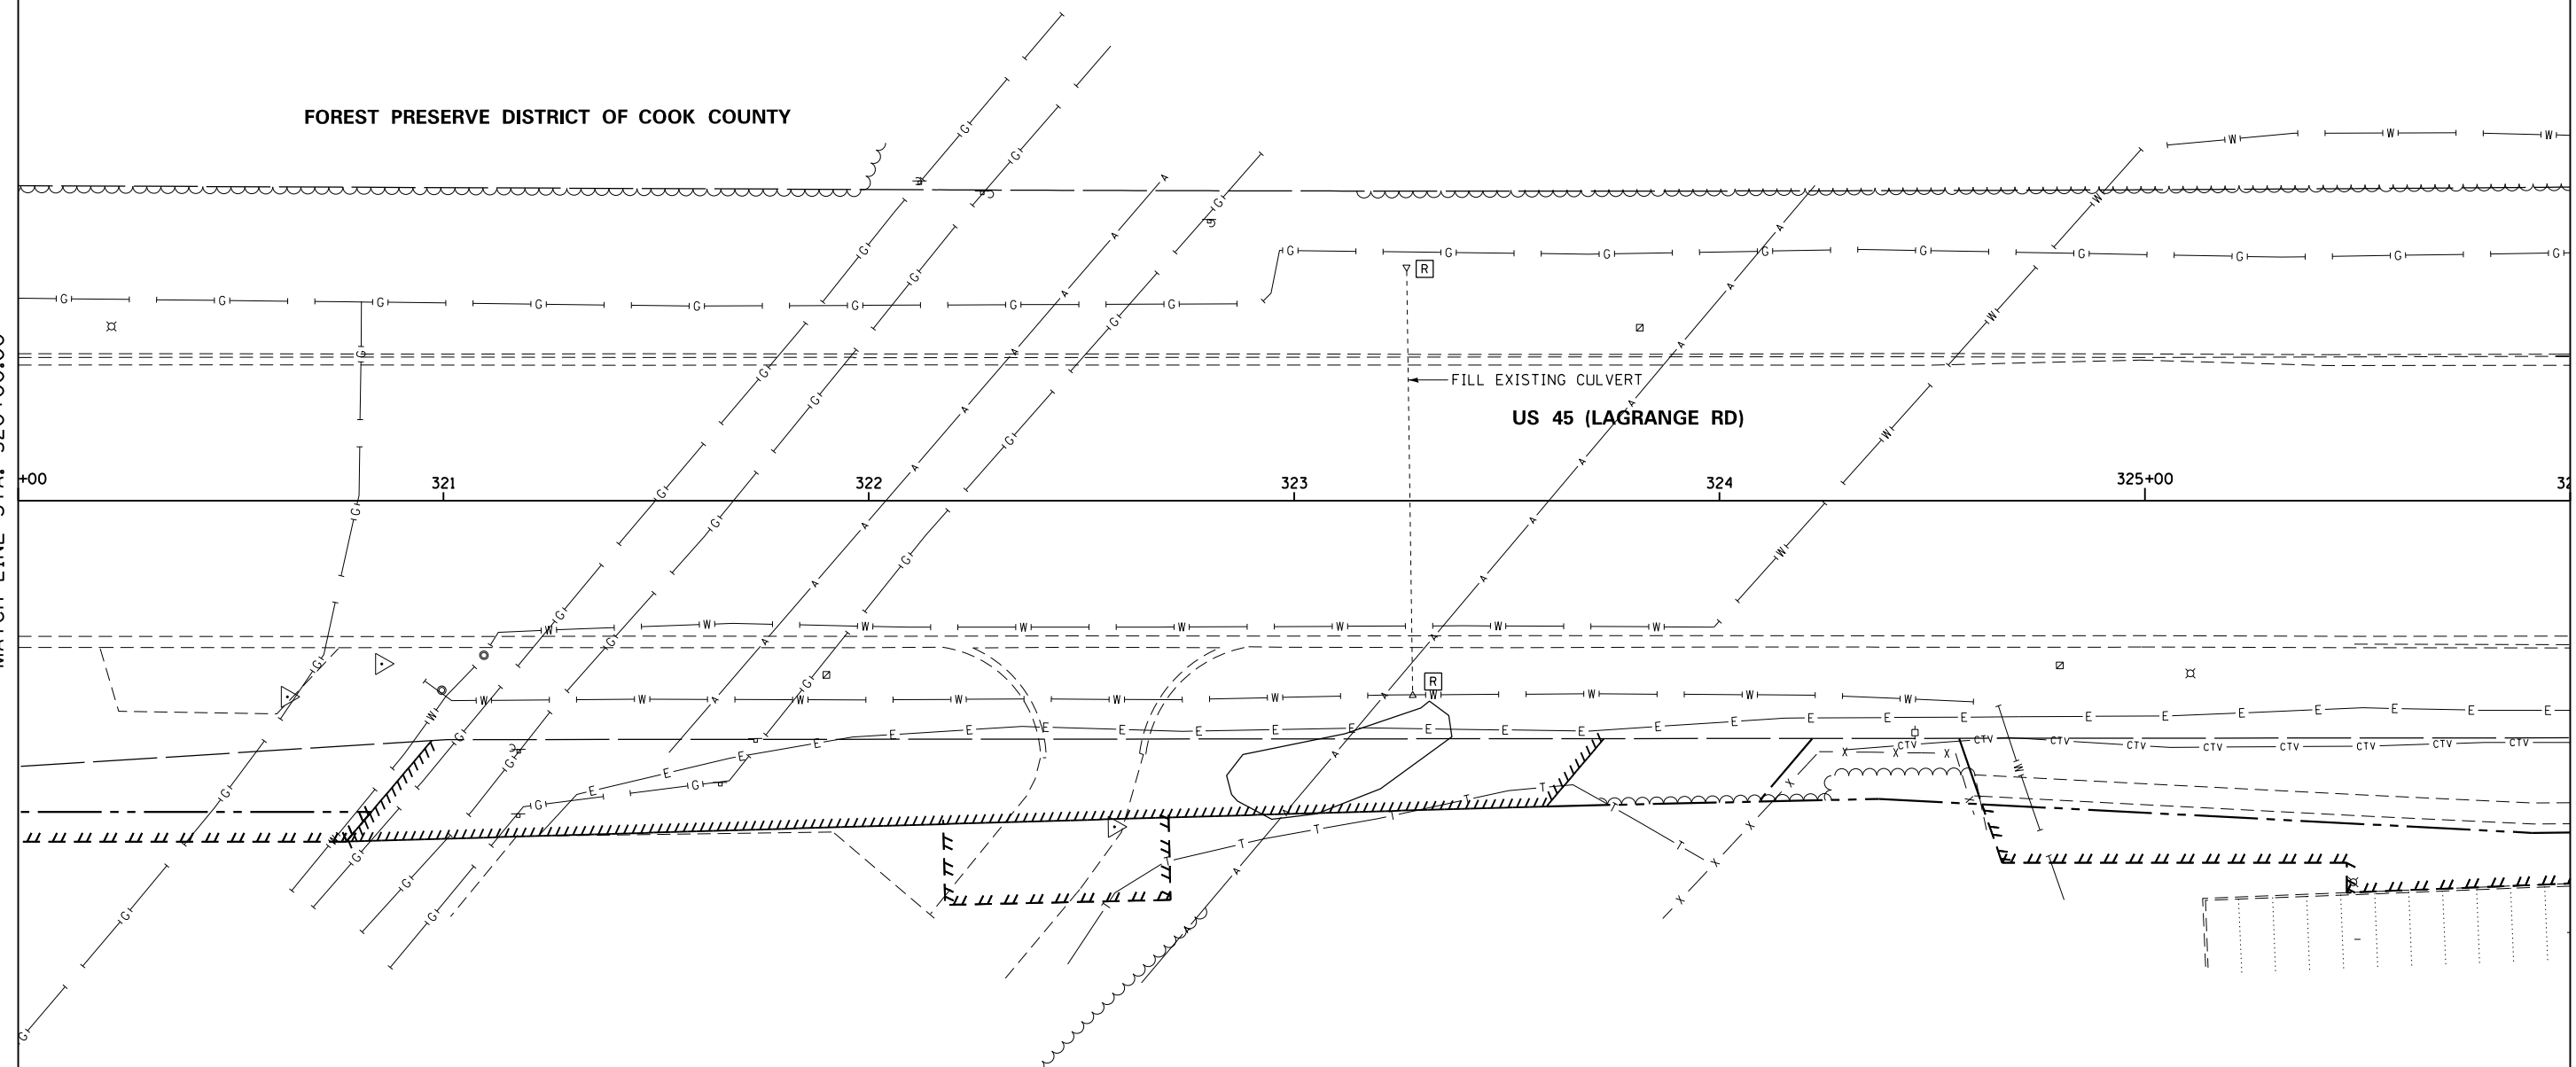 FOREST PRESERVE DISTRICT OF COOK COUNTY
R
FILL EXISTING CULVERT
US 45 (LAGRANGE RD)
+00 321 322 323 324 325+00
R